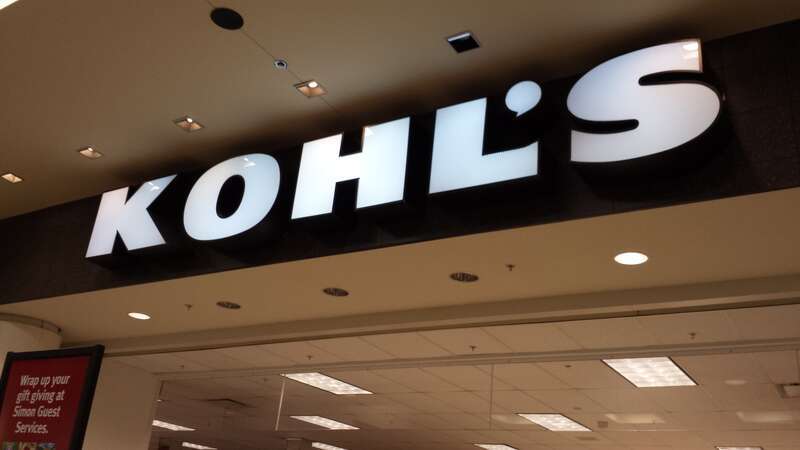 KOHL'S
Wrap up your
gift giving at
Simon Guest
Services.